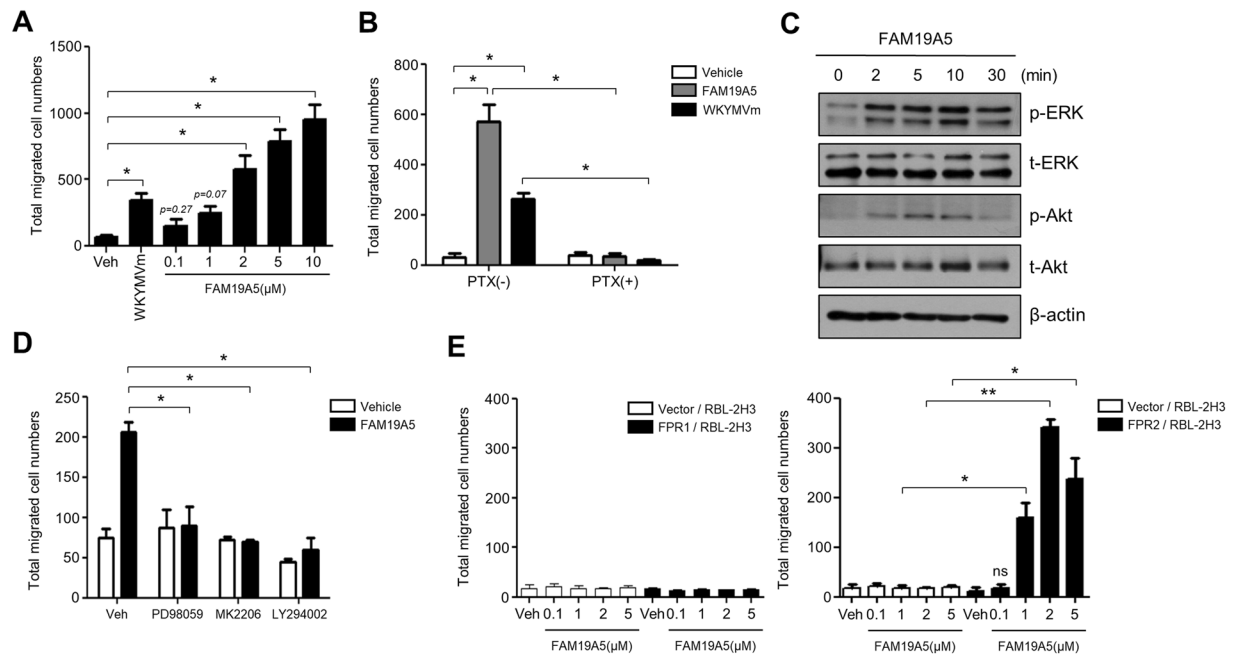 A
Total migrated cell numbers
1500
1000
500
0
*
*
*
*
p=0.27
p=0.07
Veh
WKYMVm
0.1 1 2 5 10
FAM19A5(μM)
B
Total migrated cell numbers
800
600
400
200
0
*
*
*
*
Vehicle
FAM19A5
WKYMVm
PTX(-) PTX(+)
C
FAM19A5
0 2 5 10 30 (min)
p-ERK
t-ERK
p-Akt
t-Akt
β-actin
D
Total migrated cell numbers
250
200
150
100
50
0
*
*
*
Vehicle
FAM19A5
Veh PD98059 MK2206 LY294002
E
Total migrated cell numbers
400
300
200
100
0
Vector / RBL-2H3
FPR1 / RBL-2H3
Veh 0.1 1 2 5 Veh 0.1 1 2 5
FAM19A5(μM) FAM19A5(μM)
Total migrated cell numbers
400
300
200
100
0
*
**
*
ns
Vector / RBL-2H3
FPR2 / RBL-2H3
Veh 0.1 1 2 5 Veh 0.1 1 2 5
FAM19A5(μM) FAM19A5(μM)